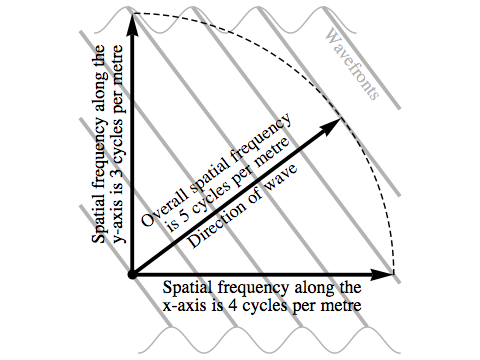 Wavefronts
Spatial frequency along the
y-axis is 3 cycles per metre
Overall spatial frequency
is 5 cycles per metre
Direction of wave
Spatial frequency along the
x-axis is 4 cycles per metre